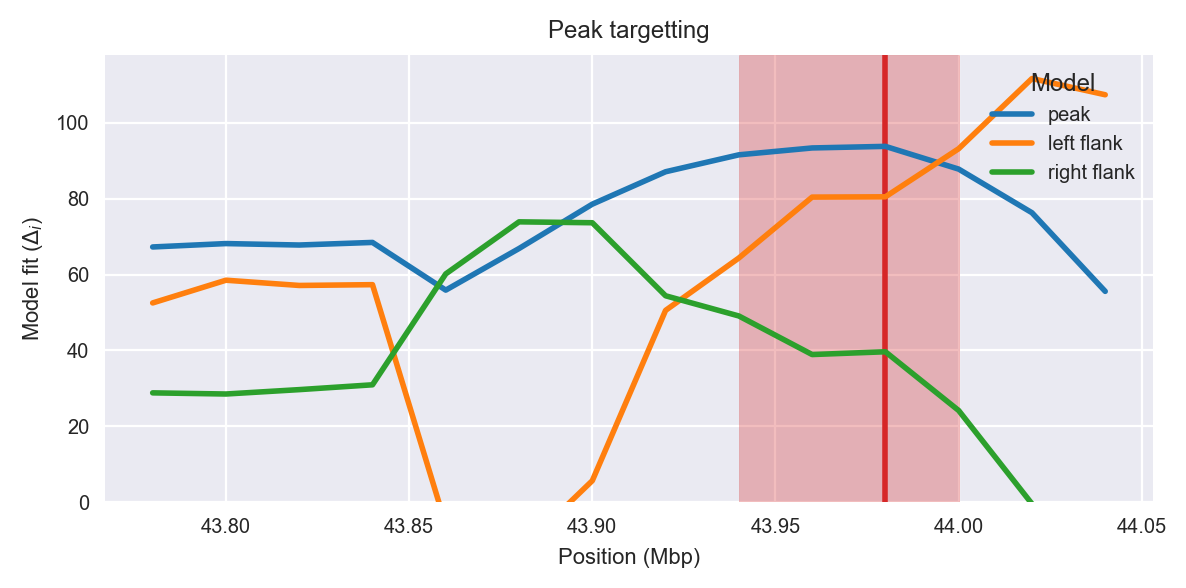 Peak targetting
Model fit (Δi)
100
80
60
40
20
0
Model
peak
left flank
right flank
43.80
43.85
43.90
43.95
44.00
44.05
Position (Mbp)